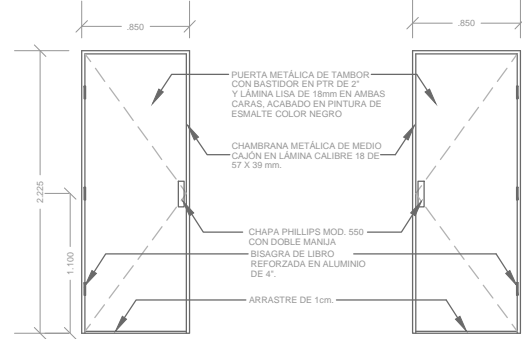 .850
.850
PUERTA METÁLICA DE TAMBOR
CON BASTIDOR EN PTR DE 2"
Y LÁMINA LISA DE 18mm EN AMBAS
CARAS, ACABADO EN PINTURA DE
ESMALTE COLOR NEGRO
CHAMBRANA METÁLICA DE MEDIO
CAJÓN EN LÁMINA CALIBRE 18 DE
57 X 39 mm.
2.225
1.100
CHAPA PHILLIPS MOD. 550
CON DOBLE MANIJA
BISAGRA DE LIBRO
REFORZADA EN ALUMINIO
DE 4".
ARRASTRE DE 1cm.